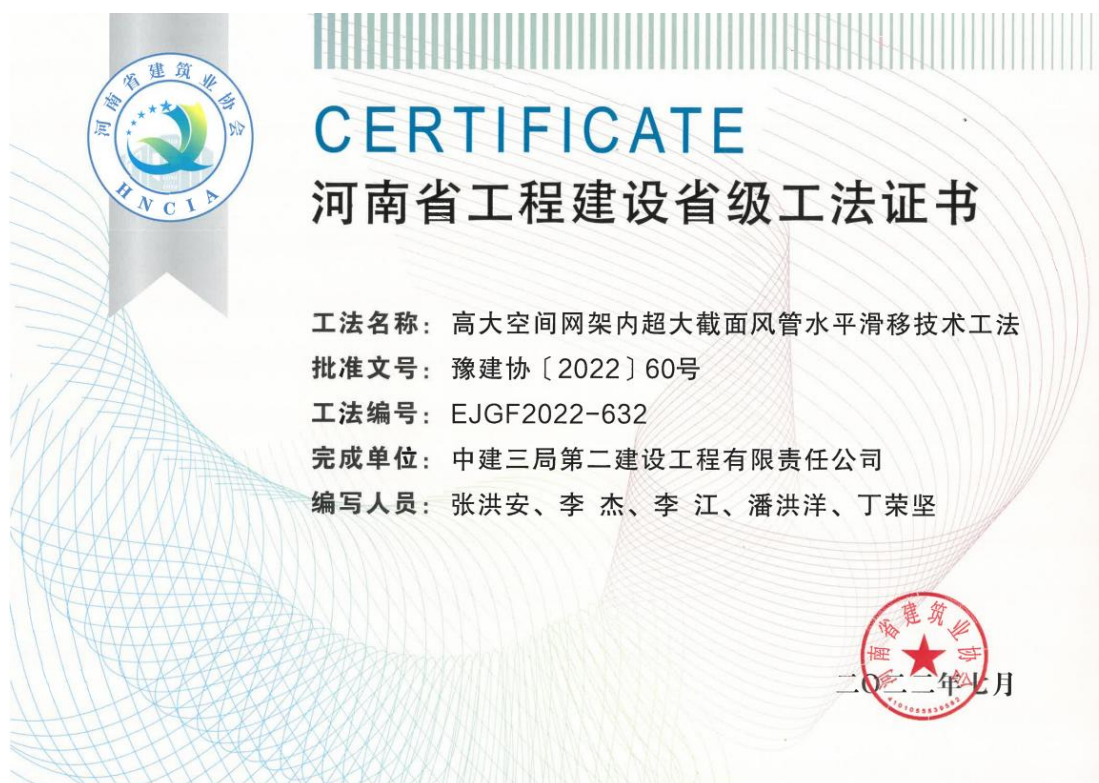 河南省建筑业协会
HNCIA
CERTIFICATE
河南省工程建设省级工法证书
工法名称：高大空间网架内超大截面风管水平滑移技术工法
批准文号：豫建协〔2022〕60号
工法编号：EJGF2022-632
完成单位：中建三局第二建设工程有限责任公司
编写人员：张洪安、李 杰、李 江、潘洪洋、丁荣坚
河南省建筑业协会
二〇二二年七月